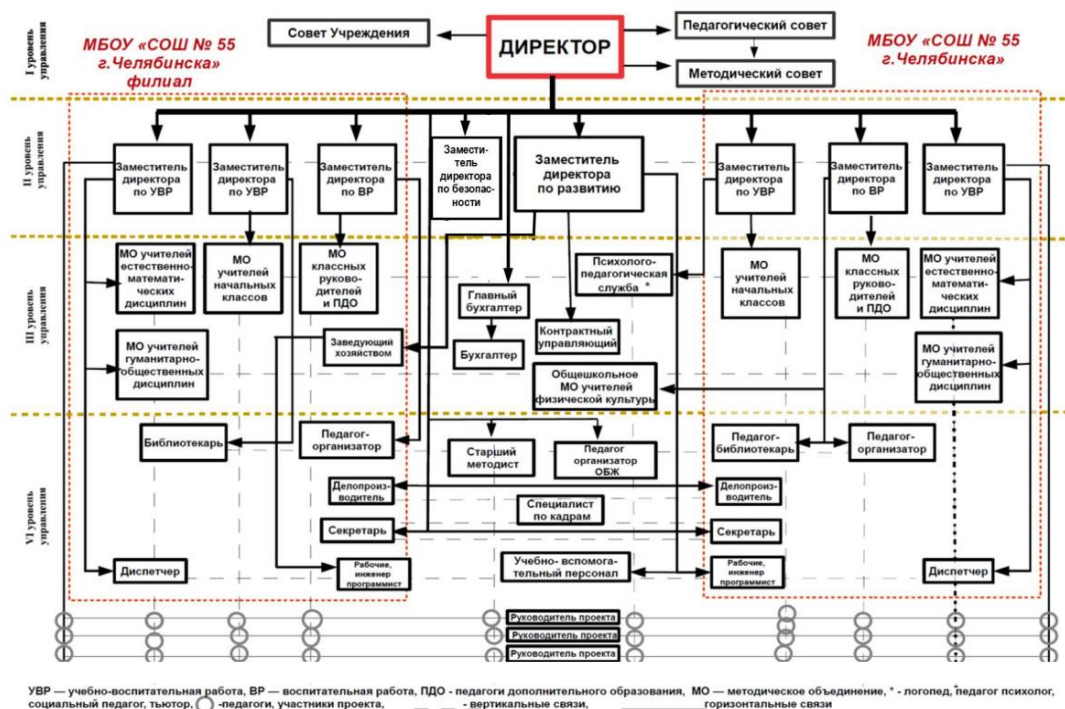 I уровень
управления
Совет Учреждения
ДИРЕКТОР
Педагогический совет
Методический совет
МБОУ «СОШ № 55
г.Челябинска»
филиал
МБОУ «СОШ № 55
г.Челябинска»
II уровень
управления
Заместитель
директора
по УВР
Заместитель
директора
по УВР
Заместитель
директора
по ВР
Замести-
тель
директора
по безопас-
ности
Заместитель
директора
по развитию
Заместитель
директора
по УВР
Заместитель
директора
по ВР
Заместитель
директора
по УВР
III уровень
управления
МО учителей
естественно-
математи-
ческих
дисциплин
МО учителей
начальных
классов
МО
классных
руково-
дителей
и ПДО
Главный
бухгалтер
Психолого-
педагогическая
служба *
МО
учителей
начальных
классов
МО
классных
руково-
дителей
и ПДО
МО учителей
естественно-
математи-
ческих
дисциплин
МО учителей
гуманитарно-
общественных
дисциплин
Заведующий
хозяйством
Бухгалтер
Контрактный
управляющий
Общешкольное
МО учителей
физической культуры
МО учителей
гуманитарно-
общественных
дисциплин
VI уровень
управления
Библиотекарь
Педагог-
организатор
Старший
методист
Педагог
организатор
ОБЖ
Педагог-
библиотекарь
Педагог-
организатор
Делопроиз-
водитель
Специалист
по кадрам
Делопроиз-
водитель
Секретарь
Секретарь
Диспетчер
Рабочие,
инженер
программист
Учебно- вспомога-
тельный персонал
Рабочие,
инженер
программист
Диспетчер
Руководитель проекта
Руководитель проекта
Руководитель проекта
УВР — учебно-воспитательная работа, ВР — воспитательная работа, ПДО - педагоги дополнительного образования, МО — методическое объединение, * - логопед, педагог психолог,
социальный педагог, тьютор, -педагоги, участники проекта, - вертикальные связи, горизонтальные связи